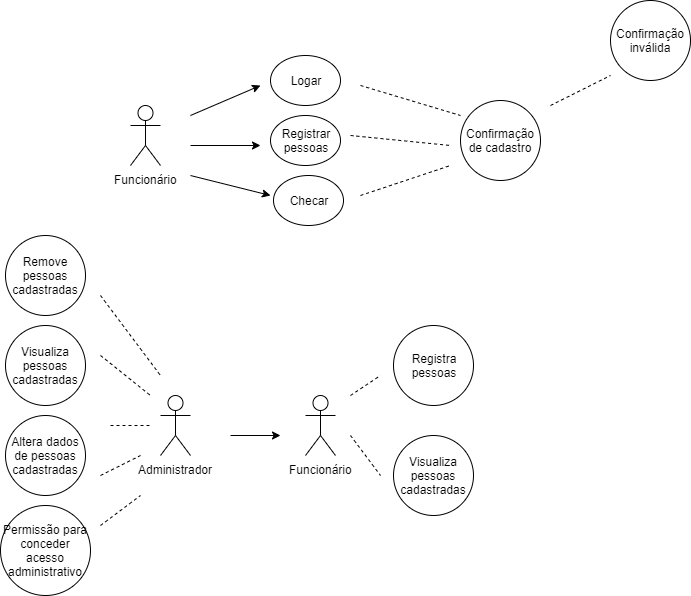 Confirmação
inválida
Logar
Registrar
pessoas
Confirmação
de cadastro
Funcionário
Checar
Remove
pessoas
cadastradas
Visualiza
pessoas
cadastradas
Registra
pessoas
Altera dados
de pessoas
cadastradas
Administrador
Funcionário
Visualiza
pessoas
cadastradas
Permissão para
conceder
acesso
administrativo